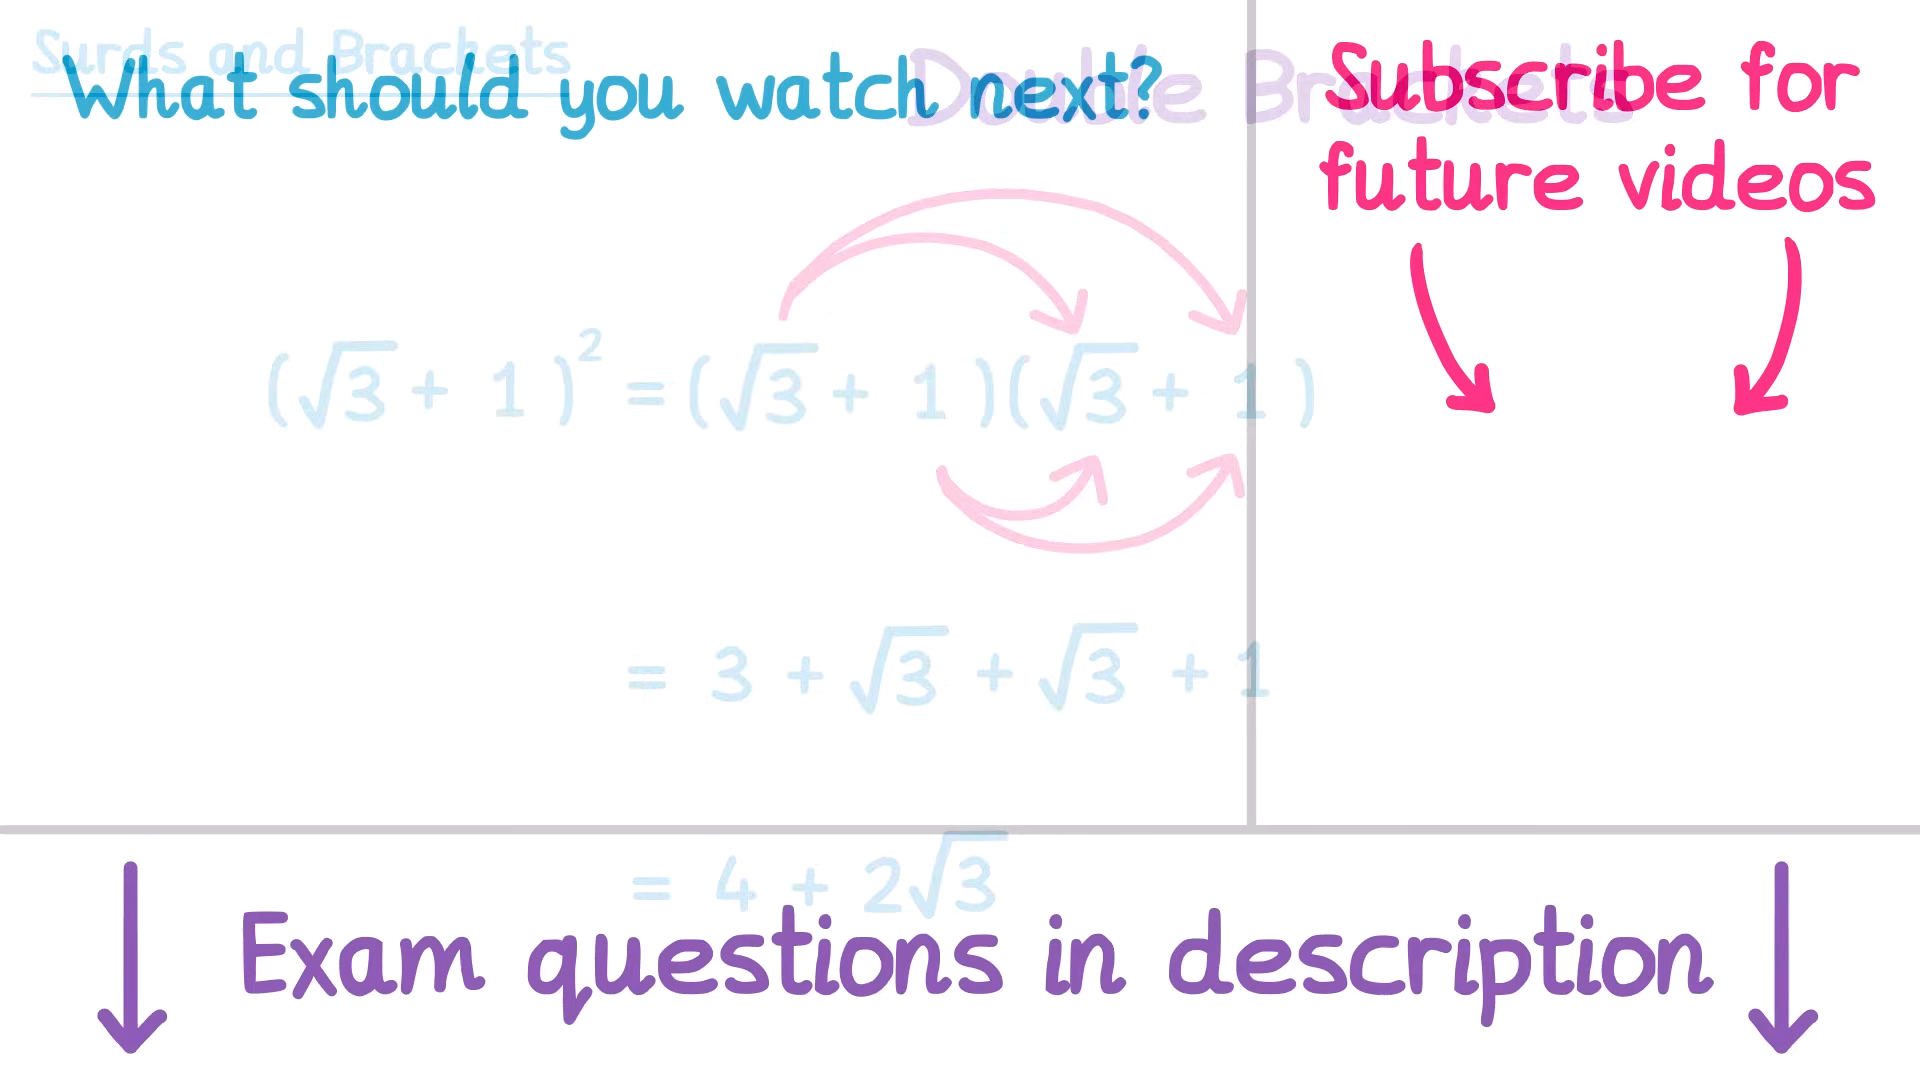 Surds and Brackets
Double Brackets
What should you watch next?
Subscribe for
future videos
(√3 + 1)² = (√3 + 1)(√3 + 1)
= 3 + √3 + √3 + 1
= 4 + 2√3
Exam questions in description